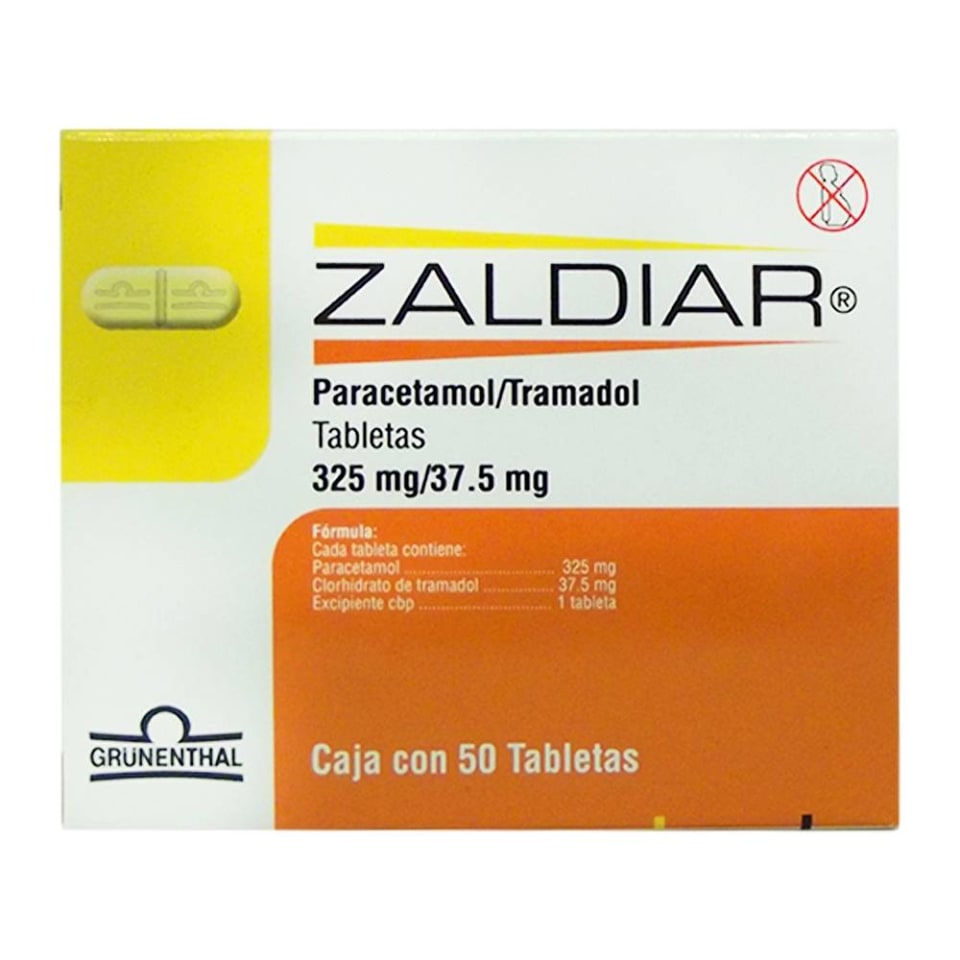 ZALDIAR®
Paracetamol/Tramadol
Tabletas
325 mg/37.5 mg
Fórmula:
Cada tableta contiene:
Paracetamol ........................... 325 mg
Clorhidrato de tramadol ............ 37.5 mg
Excipiente cbp ....................... 1 tableta
GRÜNENTHAL
Caja con 50 Tabletas